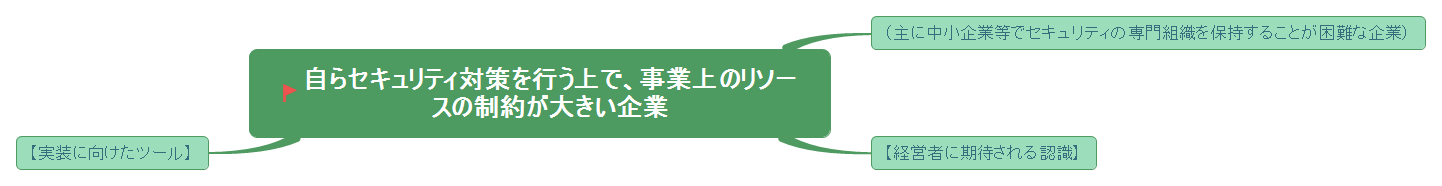 （主に中小企業等でセキュリティの専門組織を保持することが困難な企業）
自らセキュリティ対策を行う上で、事業上のリソー
スの制約が大きい企業
【実装に向けたツール】
【経営者に期待される認識】